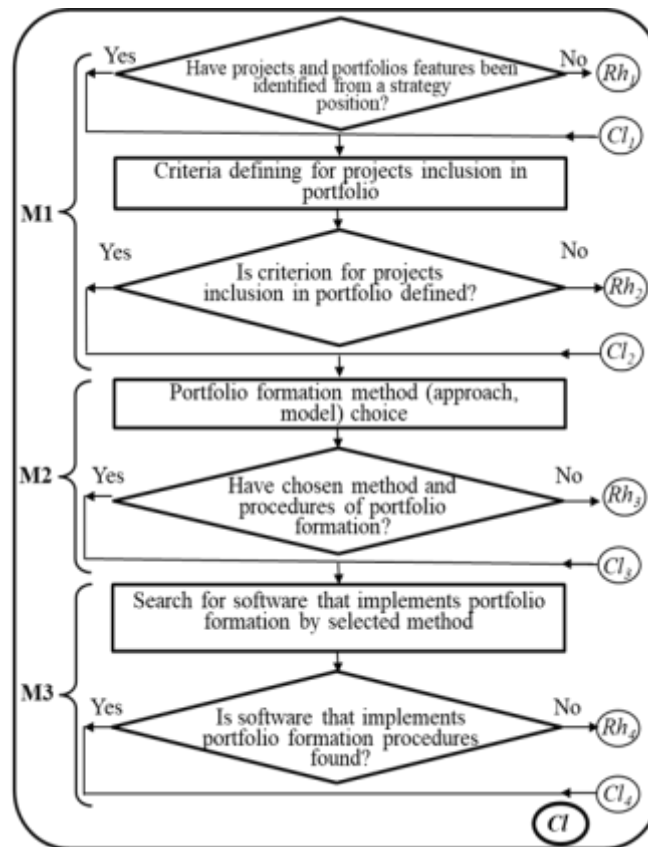 Yes
No
Have projects and portfolios features been
identified from a strategy
position?
Rh1
Cl1
Criteria defining for projects inclusion in
portfolio
M1
Yes
No
Is criterion for projects
inclusion in portfolio defined?
Rh2
Cl2
Portfolio formation method (approach,
model) choice
M2
Yes
No
Have chosen method and
procedures of portfolio
formation?
Rh3
Cl3
Search for software that implements portfolio
formation by selected method
M3
Yes
No
Is software that implements
portfolio formation procedures
found?
Rh4
Cl4
Cl